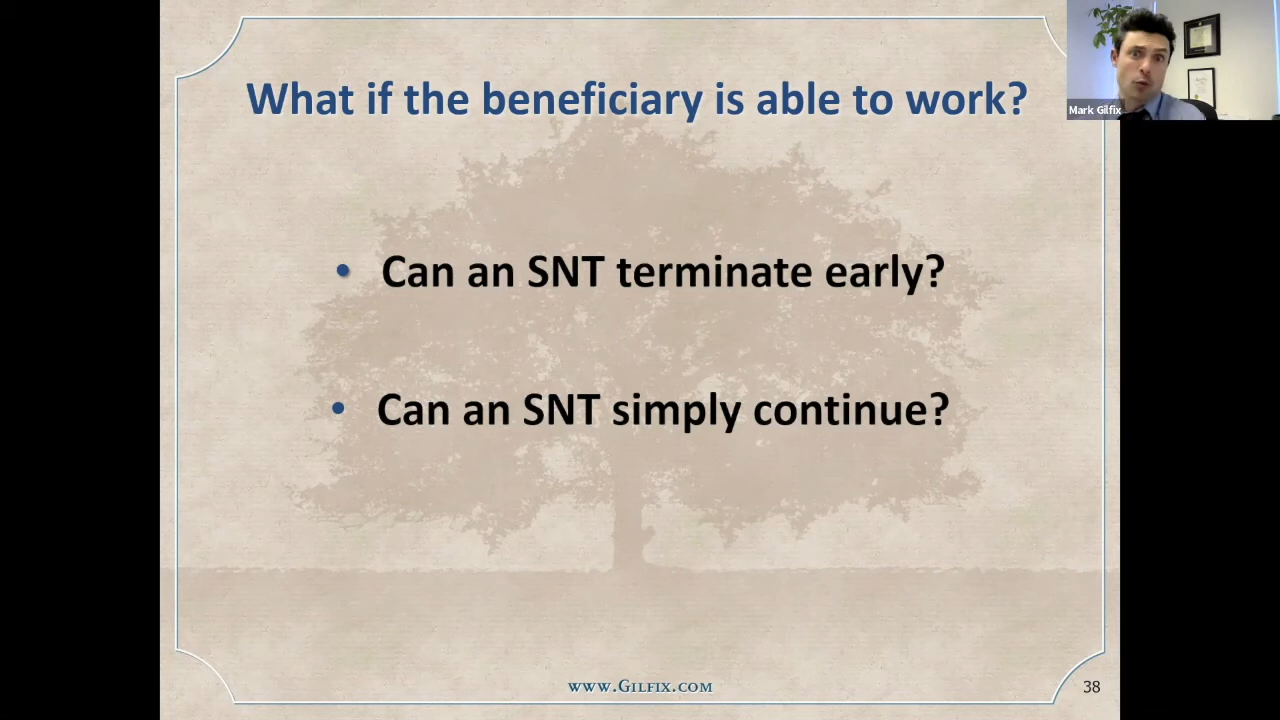 What if the beneficiary is able to work?
Mark Gilfix
• Can an SNT terminate early?
• Can an SNT simply continue?
www.Gilfix.com
38